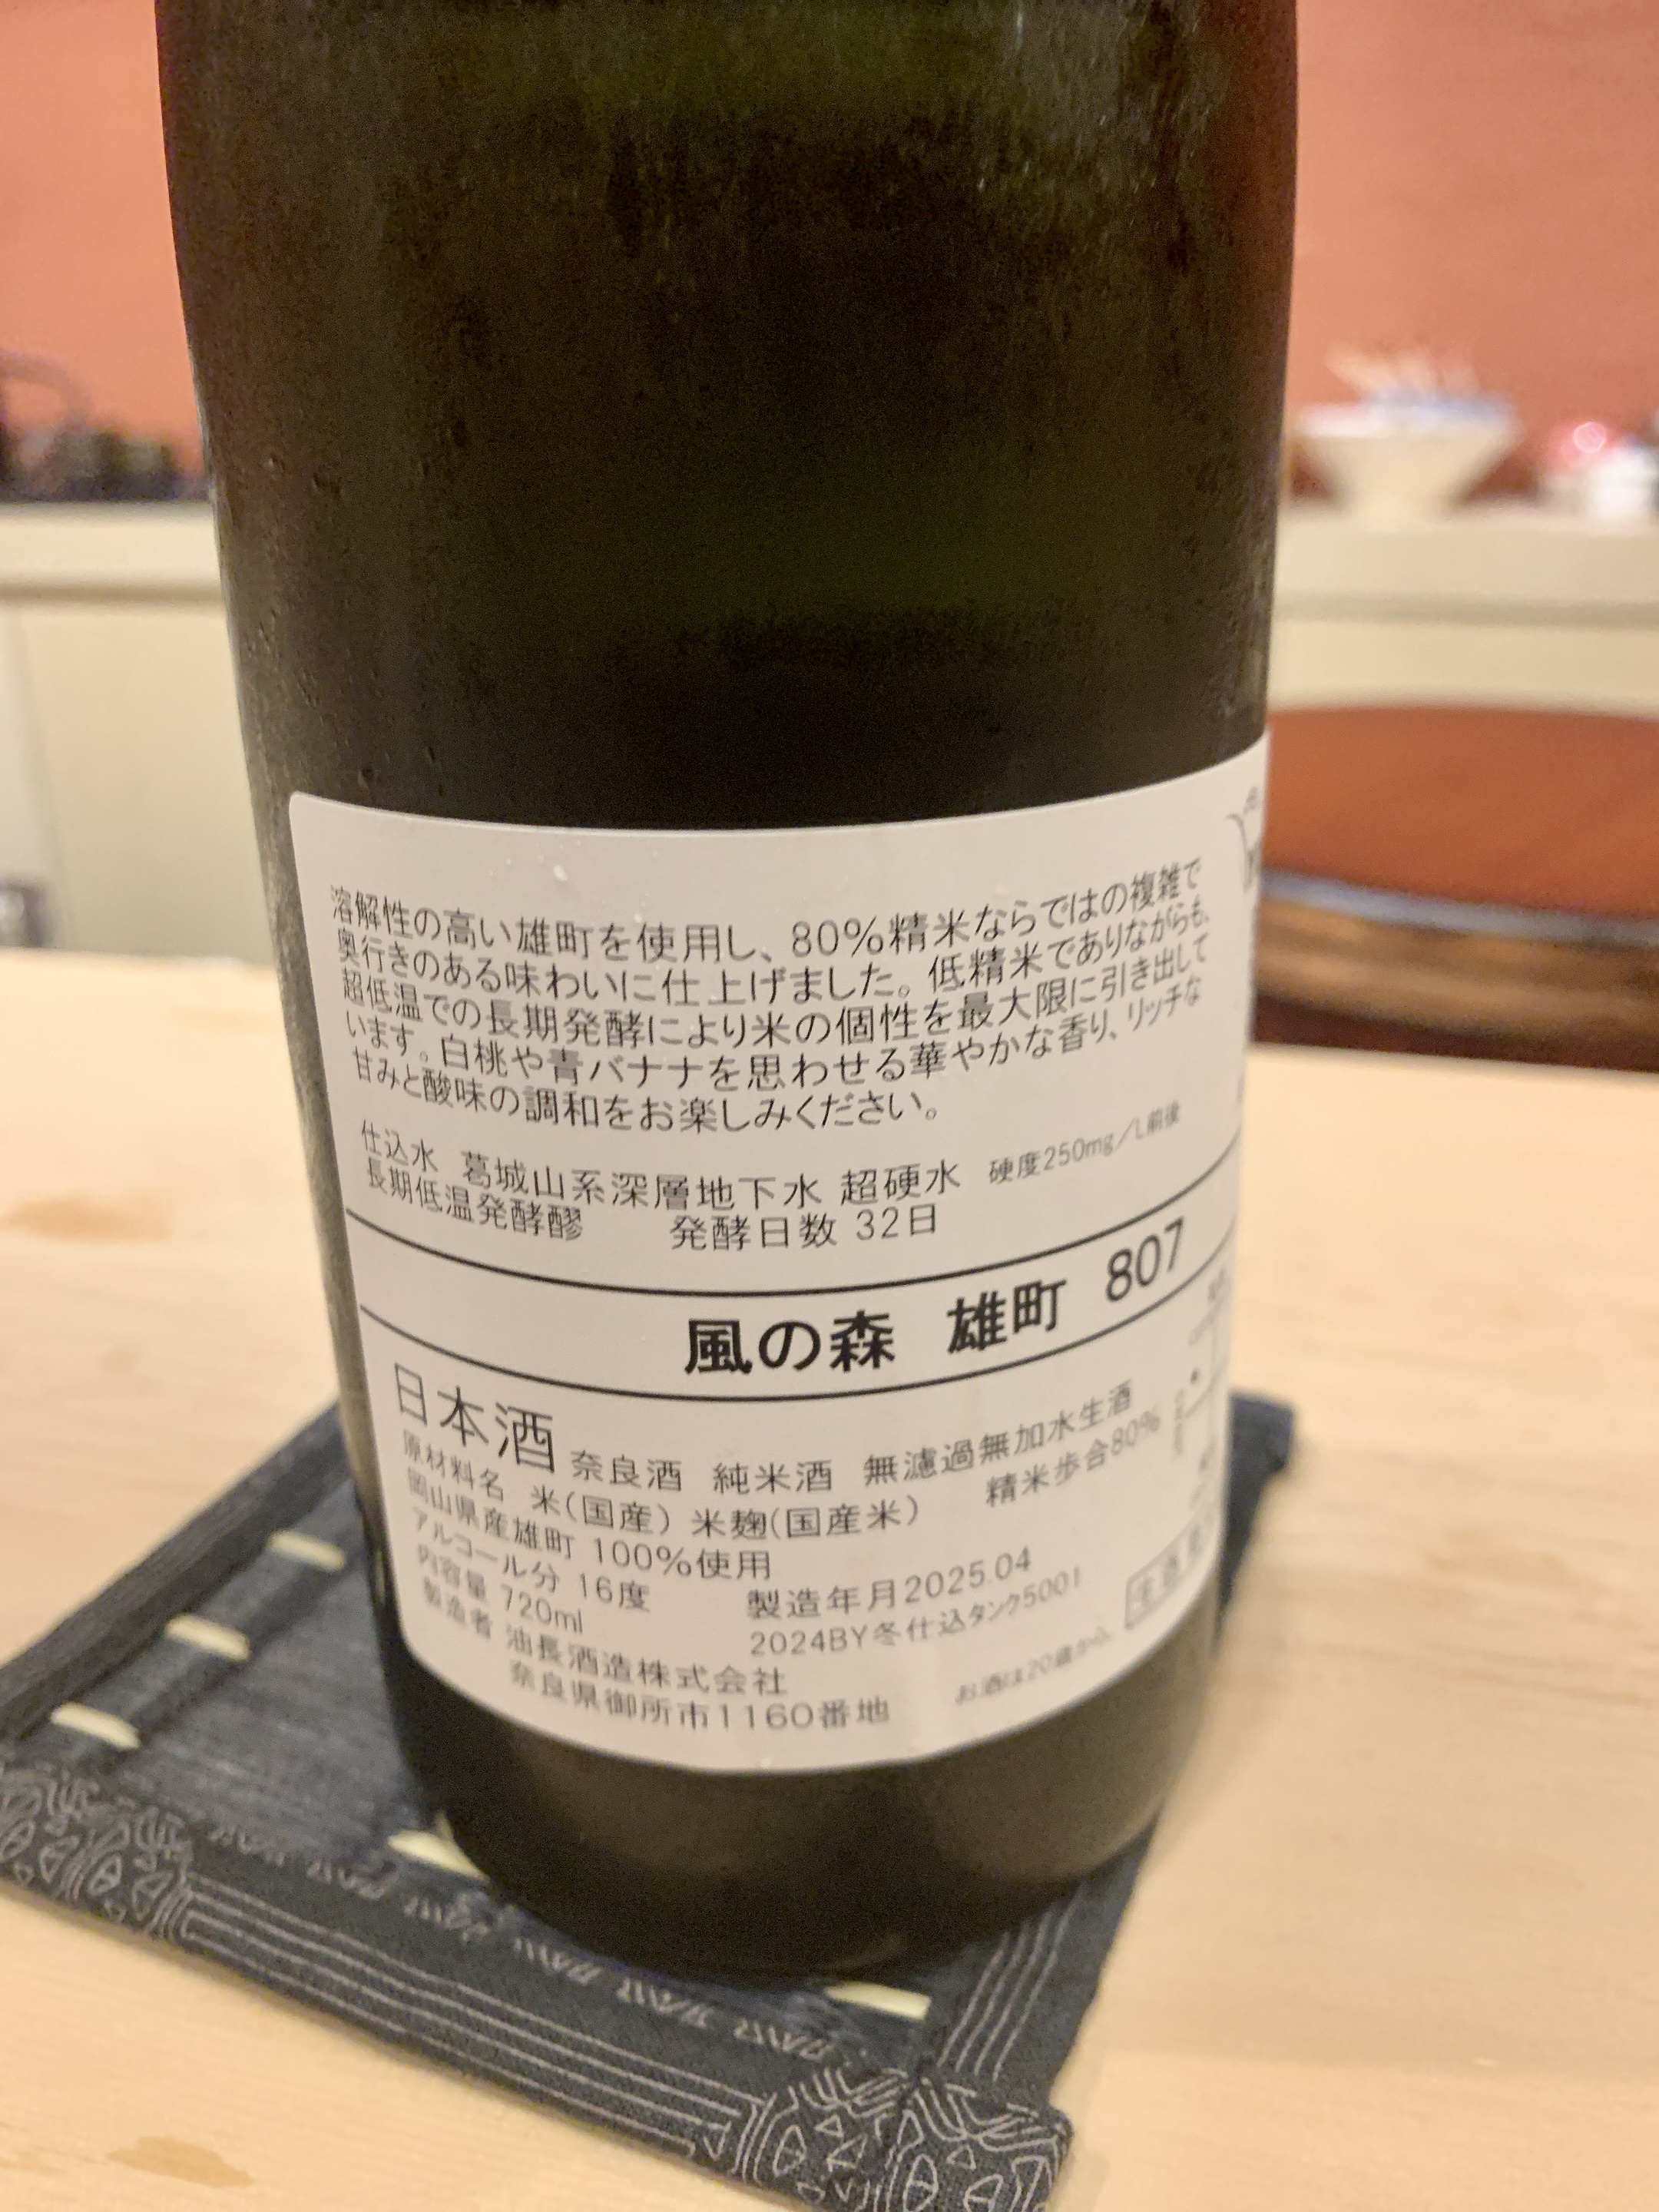 溶解性の高い雄町を使用し、80%精米ならではの複雑で
奥行きのある味わいに仕上げました。低精米でありながらも、
超低温での長期発酵により米の個性を最大限に引き出して
います。白桃や青バナナを思わせる華やかな香り、リッチな
甘みと酸味の調和をお楽しみください。
仕込水 葛城山系深層地下水 超硬水 硬度250mg/L前後
長期低温発酵醪 発酵日数 32日
風の森 雄町 807
日本酒 奈良酒 純米酒 無濾過無加水生酒
原材料名 米(国産) 米麹(国産米) 精米歩合80%
岡山県産雄町 100%使用
アルコール分 16度 製造年月2025.04
内容量 720ml 2024BY冬仕込タンク5001
製造者 油長酒造株式会社
奈良県御所市1160番地 お酒は20歳から。